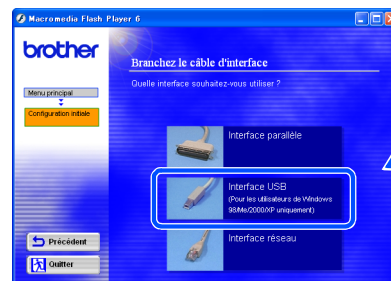 Macromedia Flash Player 6
brother
Branchez le câble d'interface
Quelle interface souhaitez-vous utiliser ?
Menu principal
Configuration initiale
Interface parallèle
Interface USB
(Pour les utilisateurs de Windows
98/Me/2000/XP uniquement)
Interface réseau
Précédent
Quitter